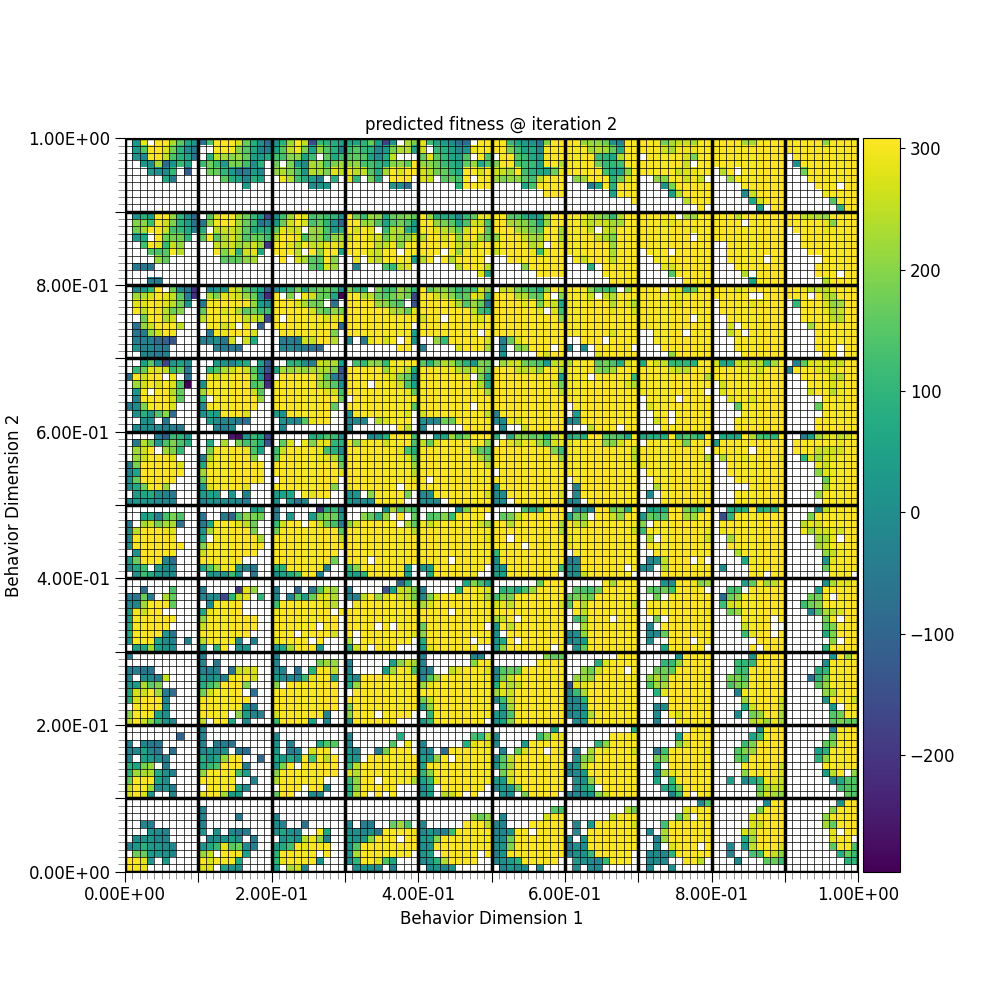 predicted fitness @ iteration 2
1.00E+00
8.00E-01
6.00E-01
4.00E-01
2.00E-01
0.00E+00
Behavior Dimension 2
0.00E+00 2.00E-01 4.00E-01 6.00E-01 8.00E-01 1.00E+00
Behavior Dimension 1
300
200
100
0
−100
−200